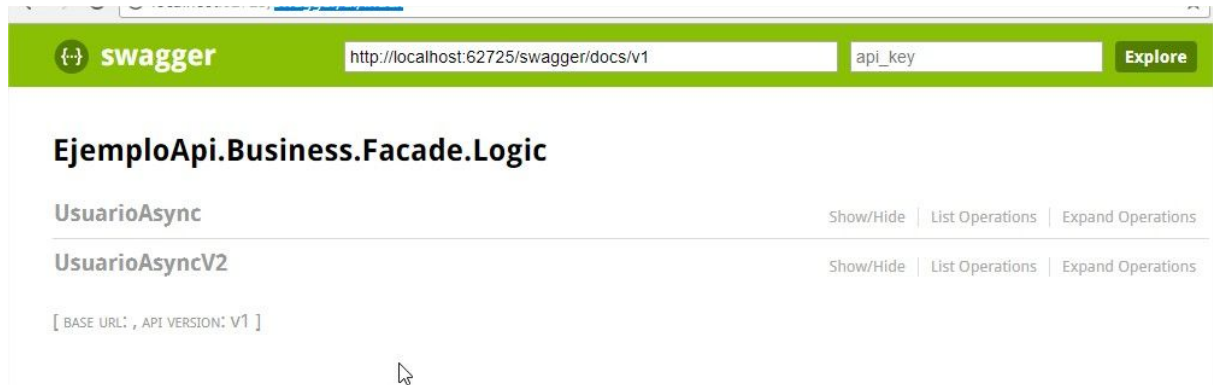 swagger
http://localhost:62725/swagger/docs/v1
api_key
Explore
EjemploApi.Business.Facade.Logic
UsuarioAsync
Show/Hide List Operations Expand Operations
UsuarioAsyncV2
Show/Hide List Operations Expand Operations
[ BASE URL: , API VERSION: V1 ]